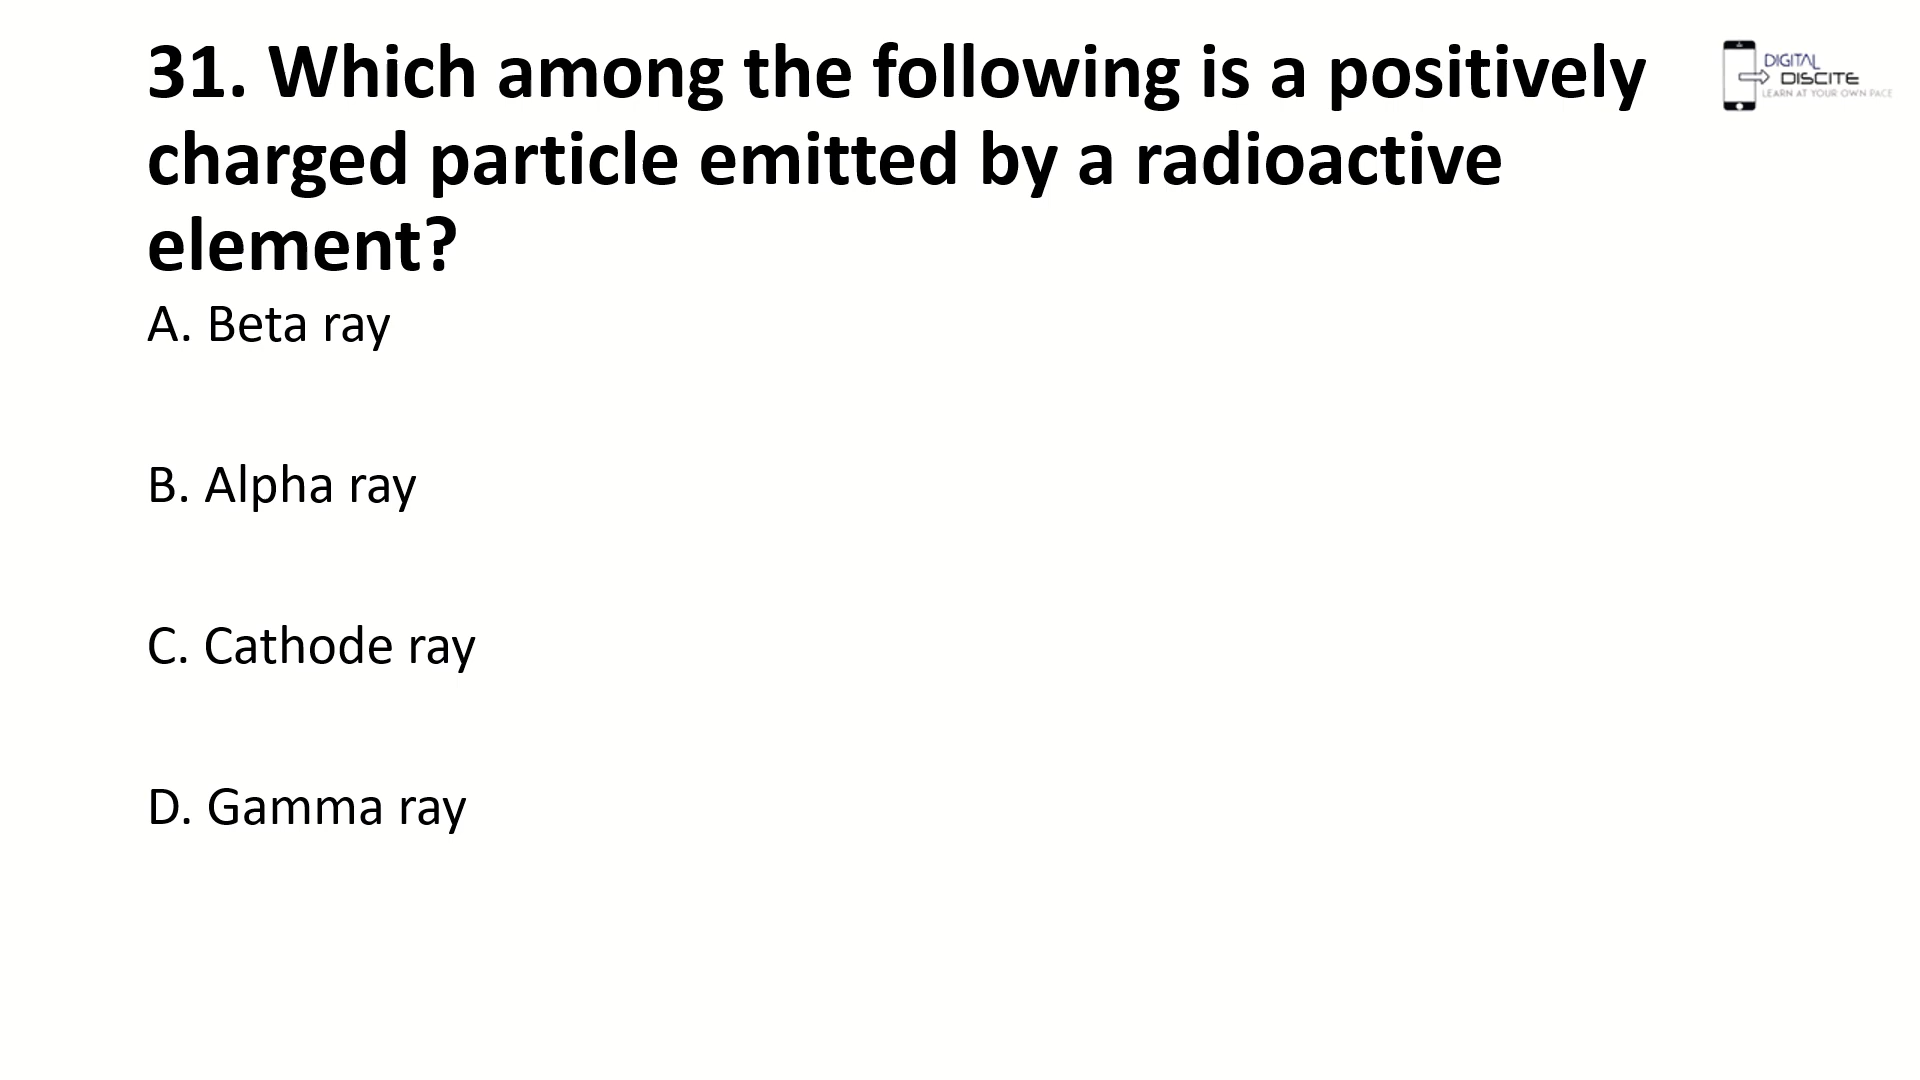 31. Which among the following is a positively
charged particle emitted by a radioactive
element?
A. Beta ray
B. Alpha ray
C. Cathode ray
D. Gamma ray
DIGITAL
DISCITE
LEARN AT YOUR OWN PACE